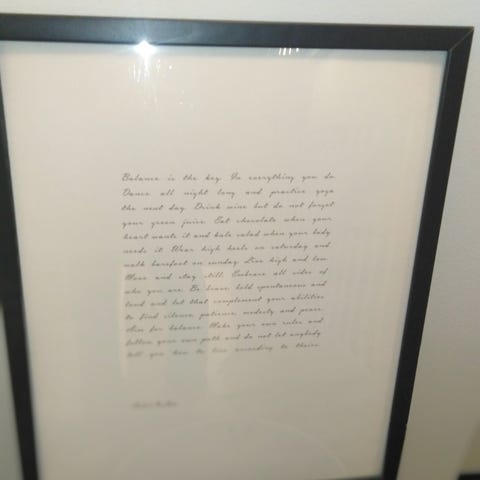 Balance is the key. In everything you do
Dance all night long and practice yoga
the next day. Drink wine but do not forget
your green juice. Eat chocolate when your
heart wants it and kale salad when your body
needs it. Wear high heels on saturday and
walk barefoot on sunday. Live high and low.
Move and stay still. Embrace all sides of
who you are. Be brave, bold spontaneous and
loud and let that complement your abilities
to find silence, patience, modesty and peace.
Aim for balance. Make your own rules and
follow your own path and do not let anybody
tell you how to live according to theirs.